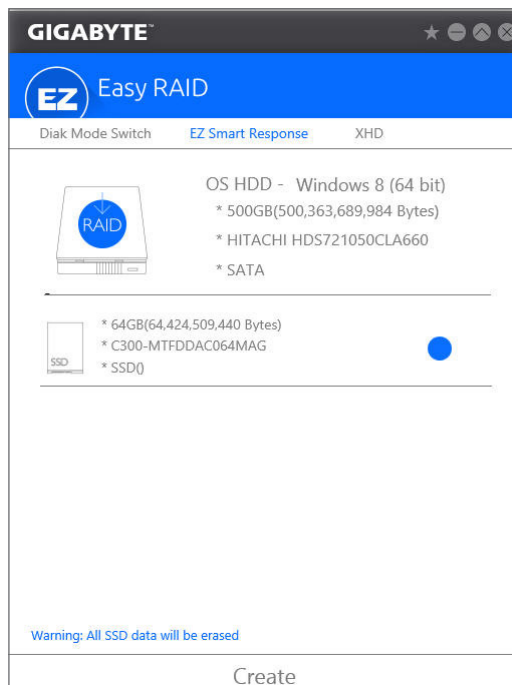 GIGABYTE™
EZ Easy RAID
Diak Mode Switch EZ Smart Response XHD
OS HDD - Windows 8 (64 bit)
* 500GB(500,363,689,984 Bytes)
RAID
* HITACHI HDS721050CLA660
* SATA
* 64GB(64,424,509,440 Bytes)
* C300-MTFDDAC064MAG
SSD
* SSD()
Warning: All SSD data will be erased
Create